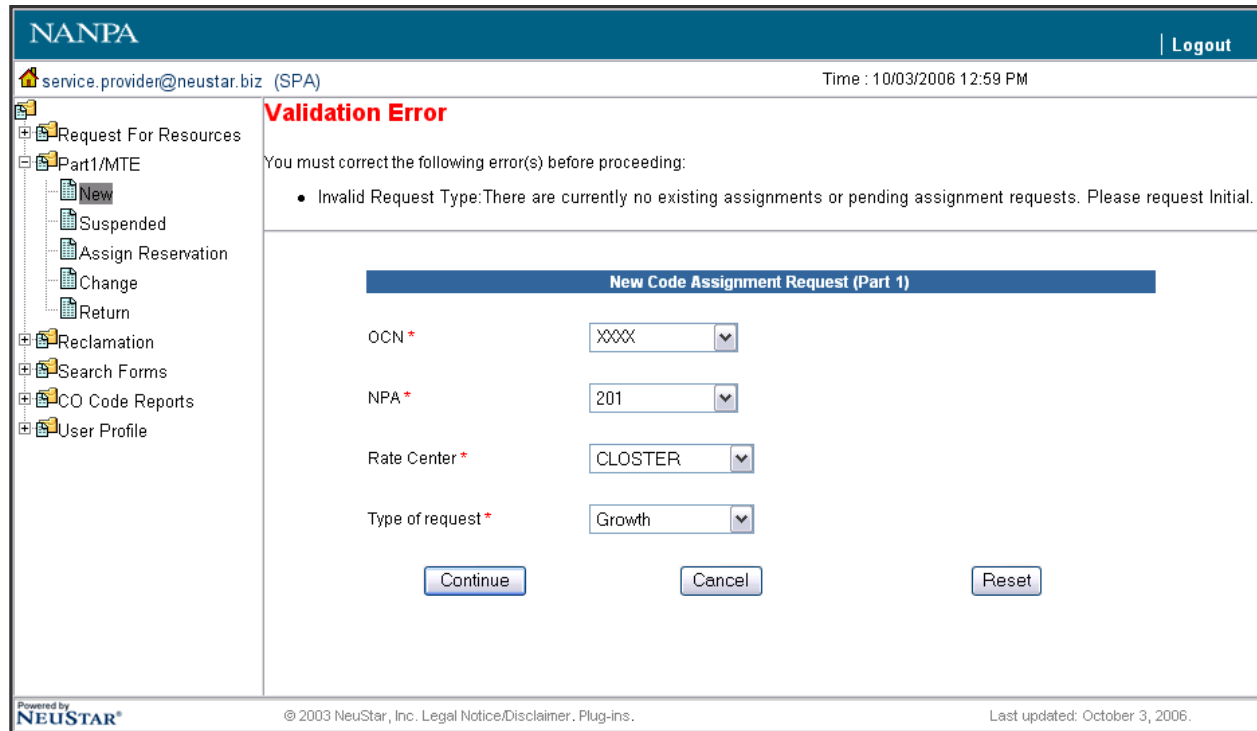 NANPA
| Logout
service.provider@neustar.biz (SPA)
Time : 10/03/2006 12:59 PM
Request For Resources
Part1/MTE
New
Suspended
Assign Reservation
Change
Return
Reclamation
Search Forms
CO Code Reports
User Profile
Validation Error
You must correct the following error(s) before proceeding:
• Invalid Request Type:There are currently no existing assignments or pending assignment requests. Please request Initial.
New Code Assignment Request (Part 1)
OCN * XXXX
NPA * 201
Rate Center * CLOSTER
Type of request * Growth
Continue Cancel Reset
Powered by
NEUSTAR®
© 2003 NeuStar, Inc. Legal Notice/Disclaimer. Plug-ins.
Last updated: October 3, 2006.